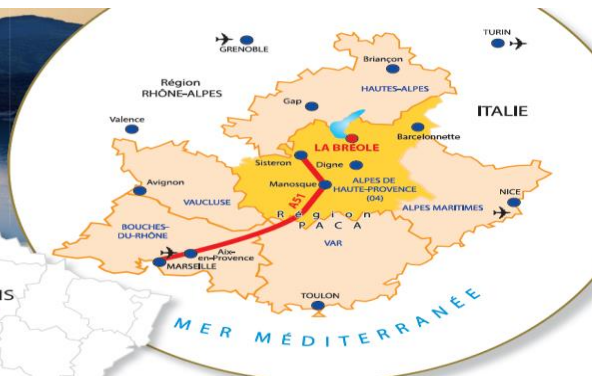 TURIN
GRENOBLE
Briançon
Région
RHÔNE-ALPES
HAUTES-ALPES
Gap
ITALIE
Valence
Barcelonnette
LA BRÉOLE
Sisteron
Digne
Avignon
Manosque
ALPES DE
HAUTE-PROVENCE
(04)
VAUCLUSE
NICE
A51
ALPES MARITIMES
Région
PACA
BOUCHES-
DU-RHÔNE
VAR
Aix-
en-Provence
MARSEILLE
TOULON
IS
MER MÉDITERRANÉE